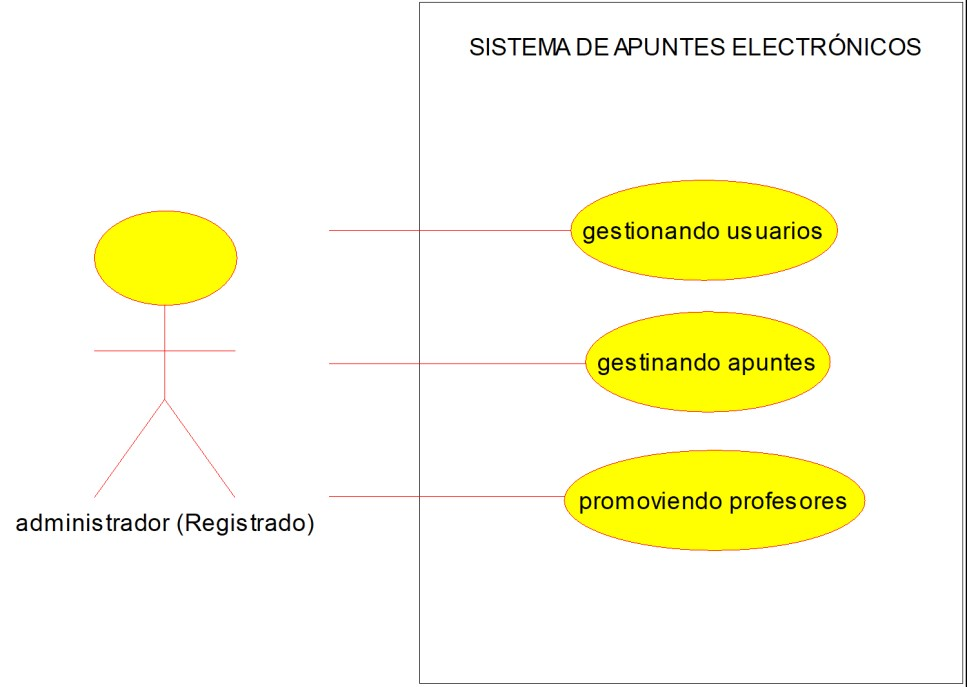 SISTEMA DE APUNTES ELECTRÓNICOS
gestionando usuarios
gestinando apuntes
promoviendo profesores
administrador (Registrado)